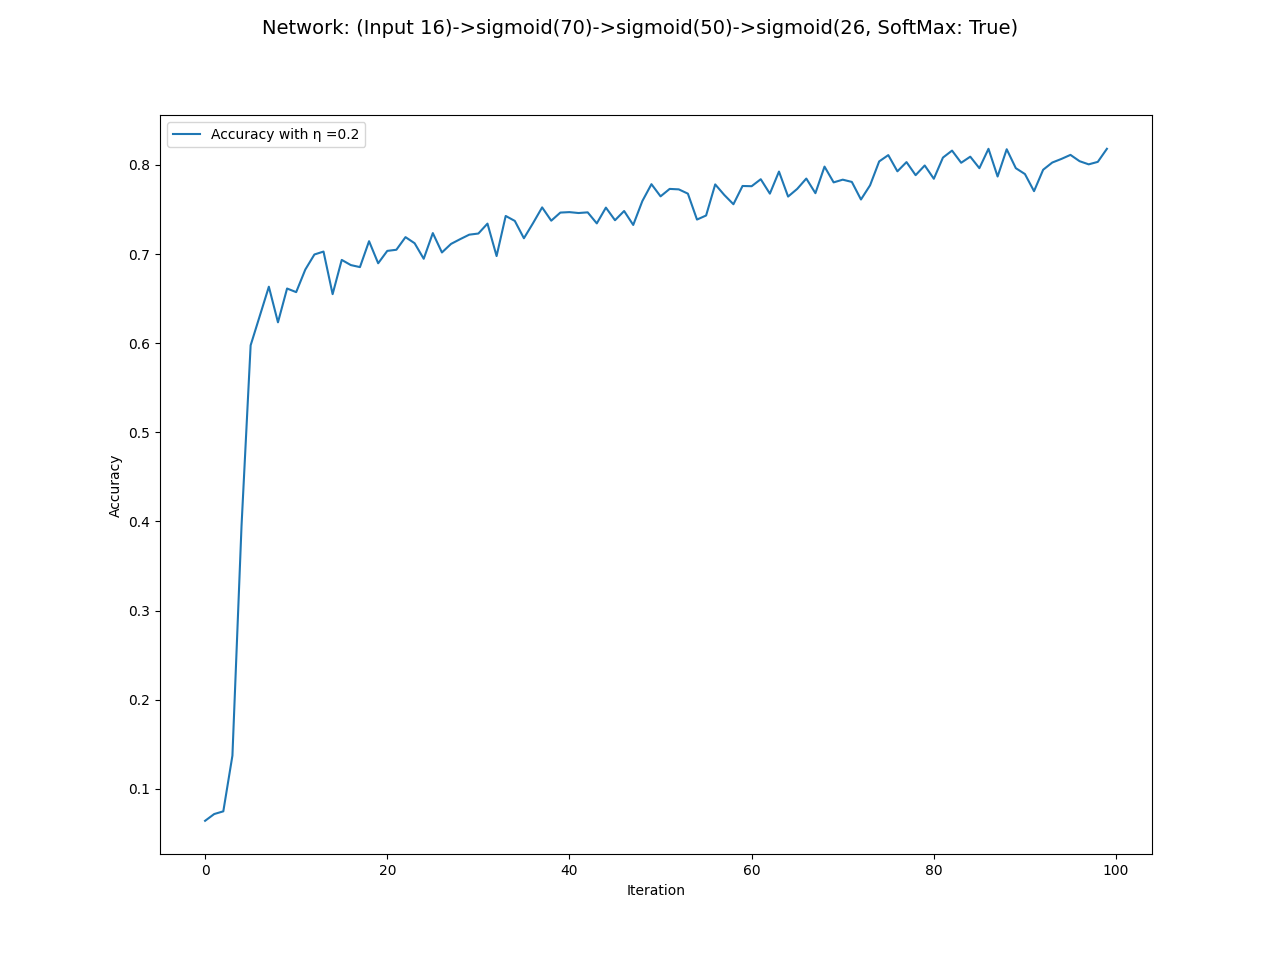 Network: (Input 16)->sigmoid(70)->sigmoid(50)->sigmoid(26, SoftMax: True)
Accuracy with η =0.2
0.8
0.7
0.6
0.5
0.4
0.3
0.2
0.1
Accuracy
0 20 40 60 80 100
Iteration